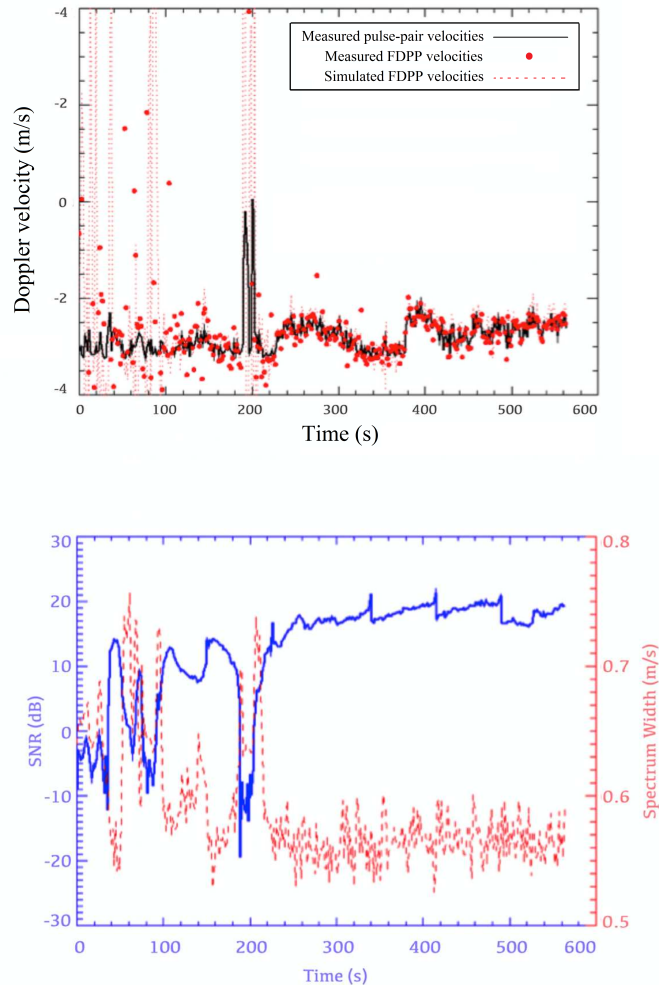 -4
-2
0
-2
-4
Doppler velocity (m/s)
Measured pulse-pair velocities
Measured FDPP velocities
Simulated FDPP velocities
0 100 200 300 400 500 600
Time (s)
30
20
10
0
-10
-20
-30
SNR (dB)
0.8
0.7
0.6
0.5
Spectrum Width (m/s)
0 100 200 300 400 500 600
Time (s)